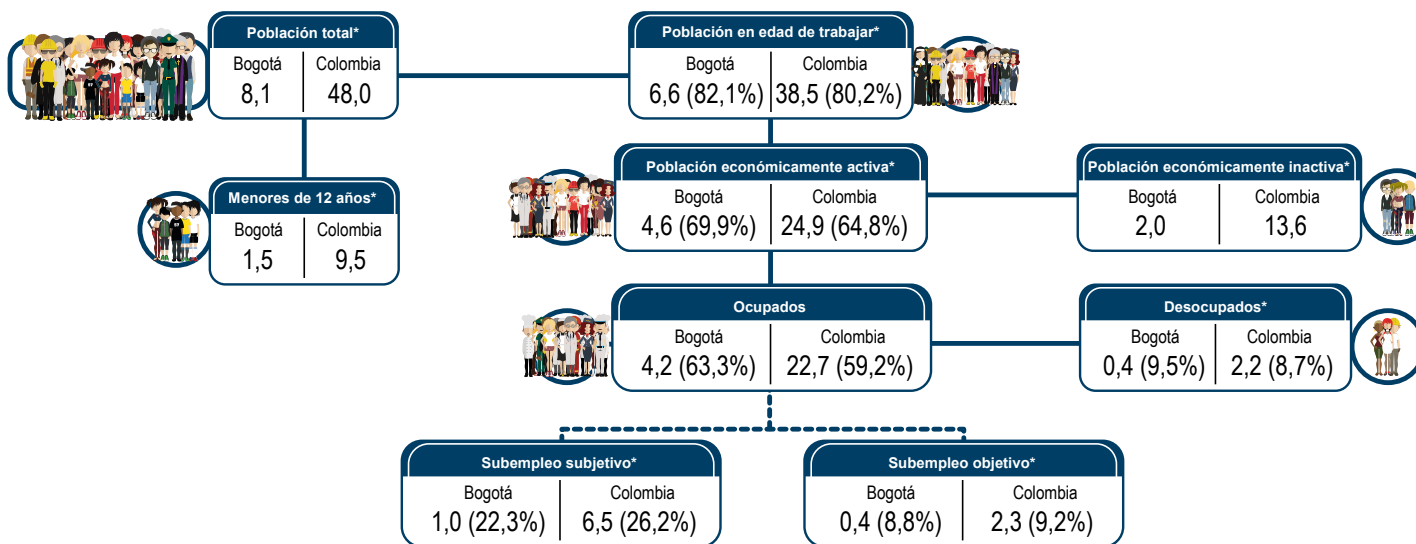 Población total*
Bogotá Colombia
8,1 48,0
Población en edad de trabajar*
Bogotá Colombia
6,6 (82,1%) 38,5 (80,2%)
Menores de 12 años*
Bogotá Colombia
1,5 9,5
Población económicamente activa*
Bogotá Colombia
4,6 (69,9%) 24,9 (64,8%)
Población económicamente inactiva*
Bogotá Colombia
2,0 13,6
Ocupados
Bogotá Colombia
4,2 (63,3%) 22,7 (59,2%)
Desocupados*
Bogotá Colombia
0,4 (9,5%) 2,2 (8,7%)
Subempleo subjetivo*
Bogotá Colombia
1,0 (22,3%) 6,5 (26,2%)
Subempleo objetivo*
Bogotá Colombia
0,4 (8,8%) 2,3 (9,2%)